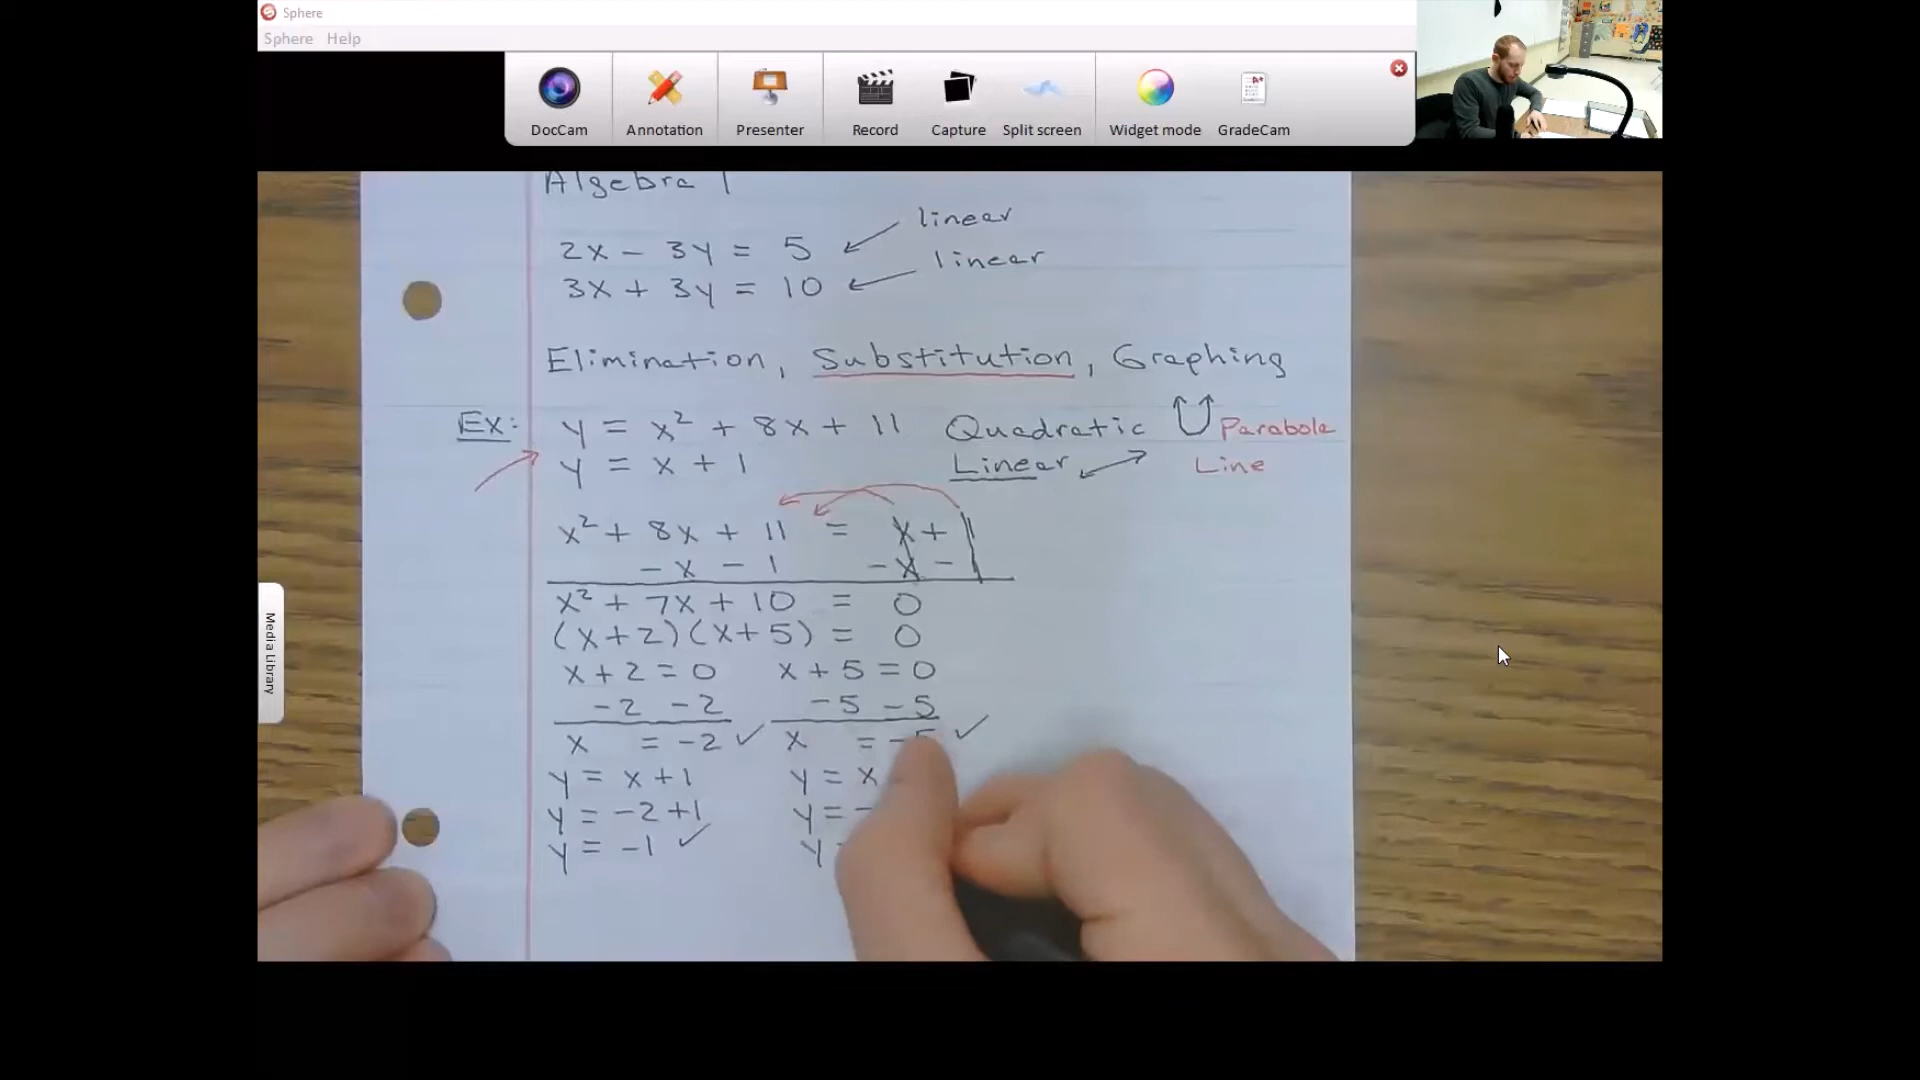 Sphere
Sphere Help
DocCam Annotation Presenter Record Capture Split screen Widget mode GradeCam
Media Library
Algebra 1
2x - 3y = 5 linear
3x + 3y = 10 linear
Elimination, Substitution, Graphing
Ex: y = x² + 8x + 11 Quadratic Parabola
y = x + 1 Linear Line
x² + 8x + 11 = x + 1
- x - 1 - x - 1
x² + 7x + 10 = 0
(x+2)(x+5) = 0
x + 2 = 0 x + 5 = 0
- 2 - 2 - 5 - 5
x = -2 ✓ x = -5 ✓
y = x + 1 y = x
y = -2 + 1 y = -
y = -1 ✓ y =